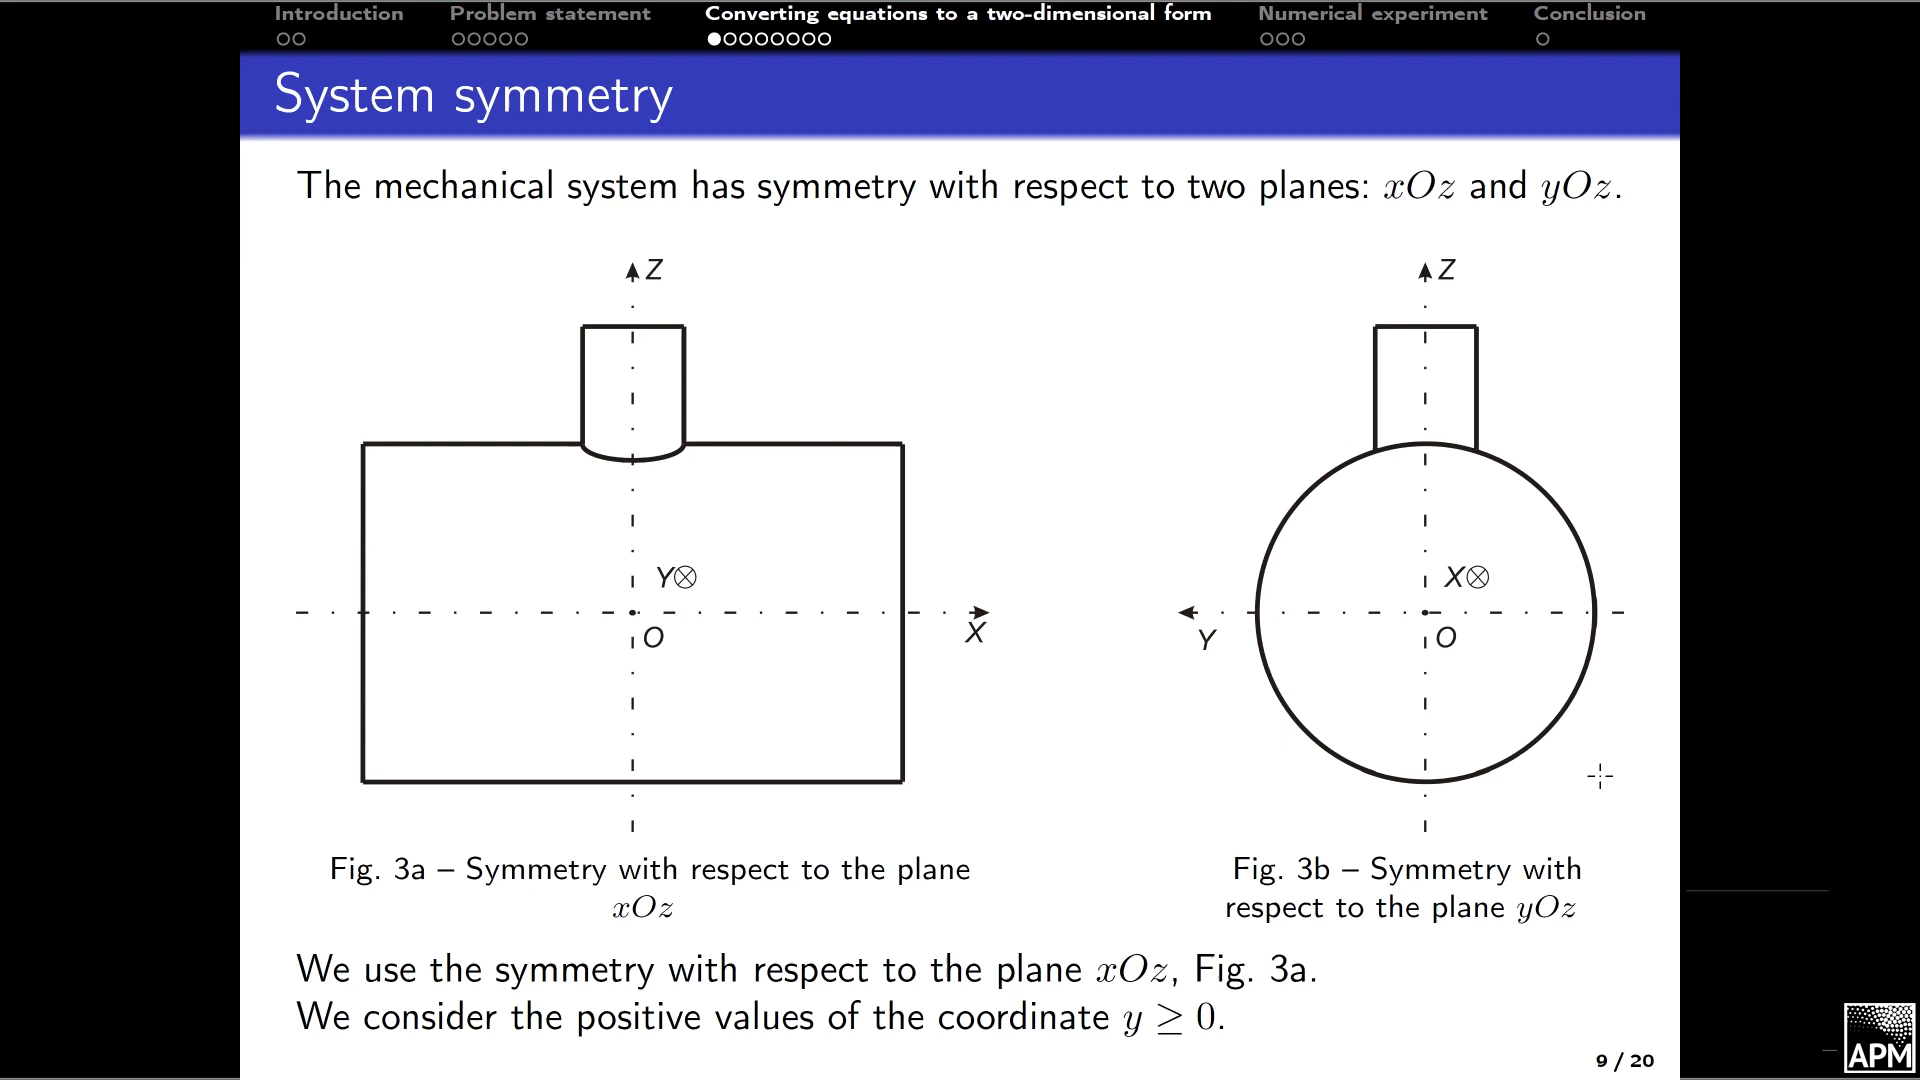 Introduction
Problem statement
Converting equations to a two-dimensional form
Numerical experiment
Conclusion
System symmetry
The mechanical system has symmetry with respect to two planes: xOz and yOz.
Z
Y
O
X
Z
X
O
Y
Fig. 3a – Symmetry with respect to the plane
xOz
Fig. 3b – Symmetry with
respect to the plane yOz
We use the symmetry with respect to the plane xOz, Fig. 3a.
We consider the positive values of the coordinate y ≥ 0.
9 / 20
APM